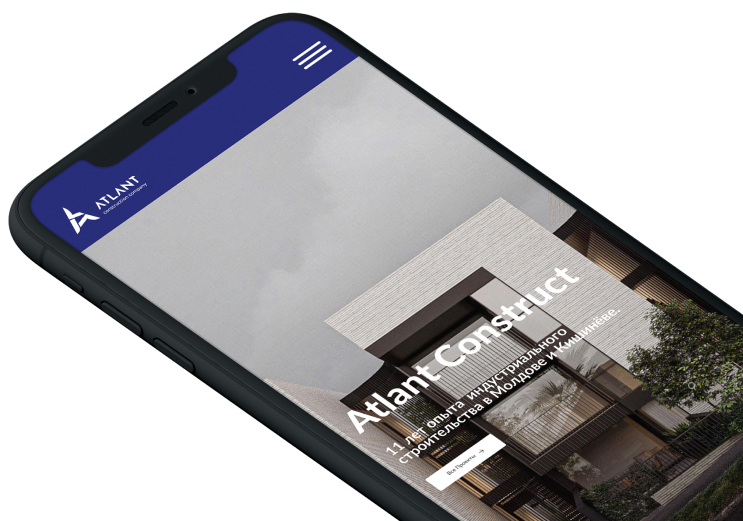 ATLANT
construction company
Atlant Construct
11 лет опыта индустриального
строительства в Молдове и Кишинёве.
Все Проекты →